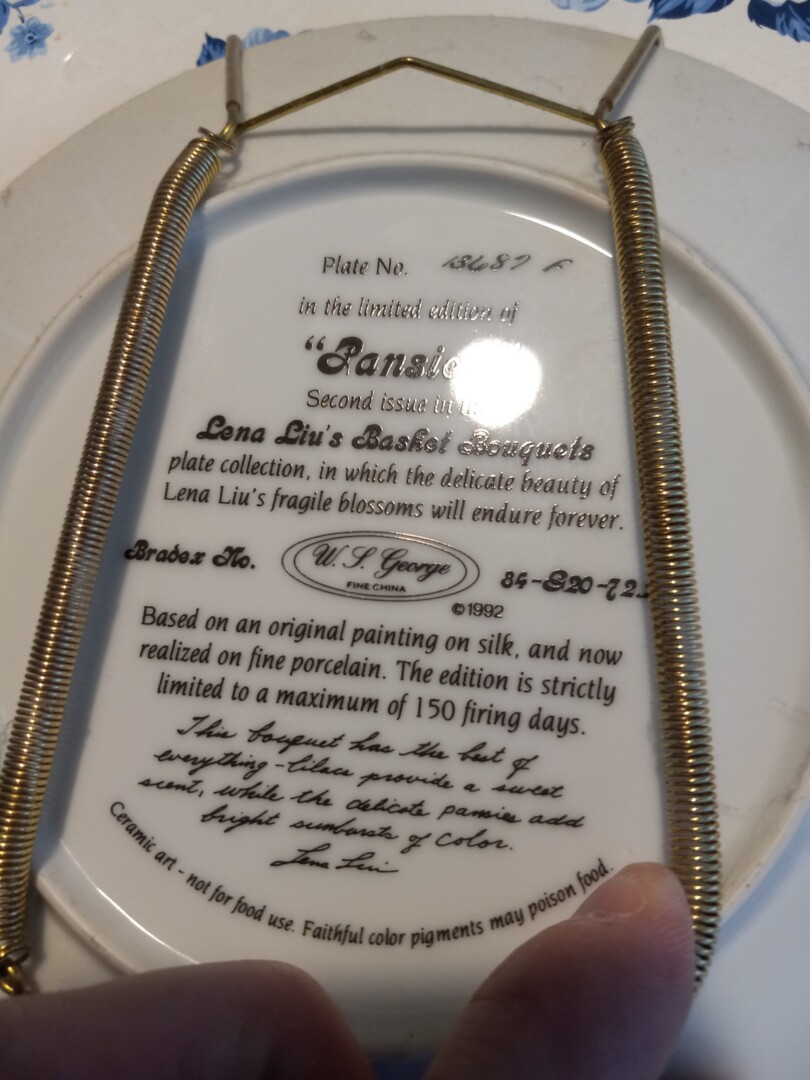 Plate No. 13687 F
in the limited edition of
Second issue in
Lena Liu's Basket Bouquets
plate collection, in which the delicate beauty of
Lena Liu's fragile blossoms will endure forever.
Bradex No.
W. S. George
FINE CHINA
84-G20-72.
©1992
Based on an original painting on silk, and now
realized on fine porcelain. The edition is strictly
limited to a maximum of 150 firing days.
This bouquet has the best of
everything - lilacs provide a sweet
scent, while the delicate pansies add
bright sunbursts of color.
Lena Liu
Ceramic art - not for food use. Faithful color pigments may poison food.